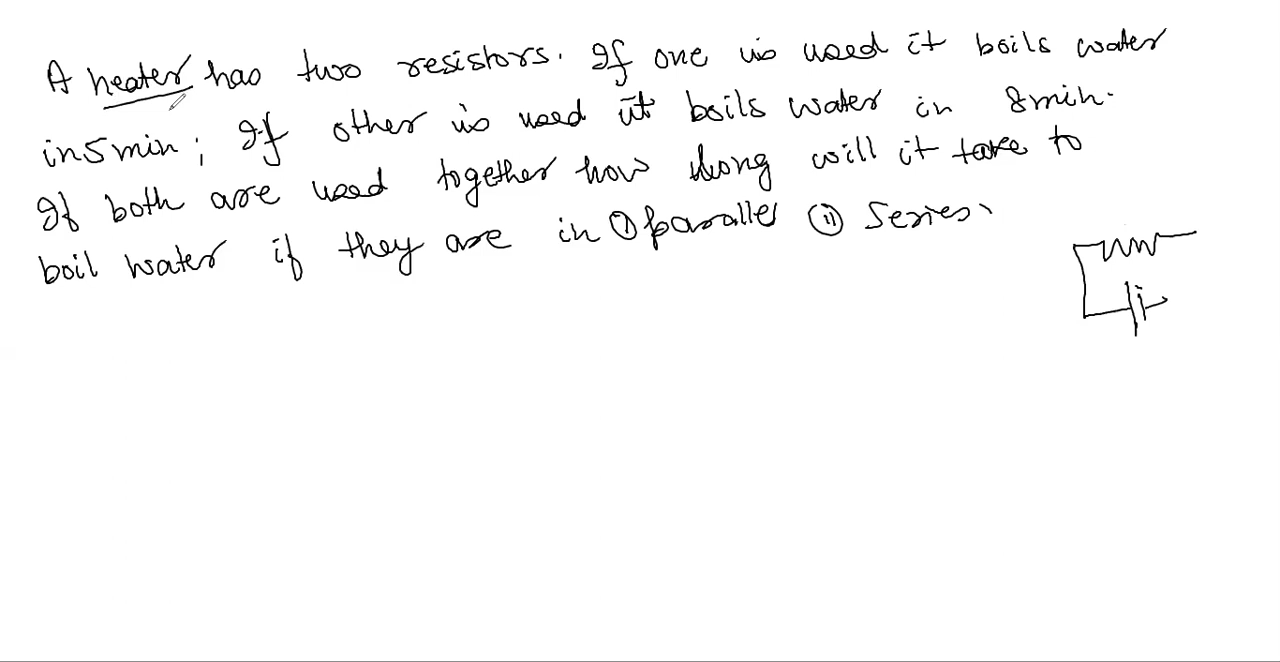 A heater has two resistors. If one is used it boils water
in 5 min; If other is used it boils water in 8 min.
If both are used together how long will it take to
boil water if they are in ① parallel ⑪ Series.